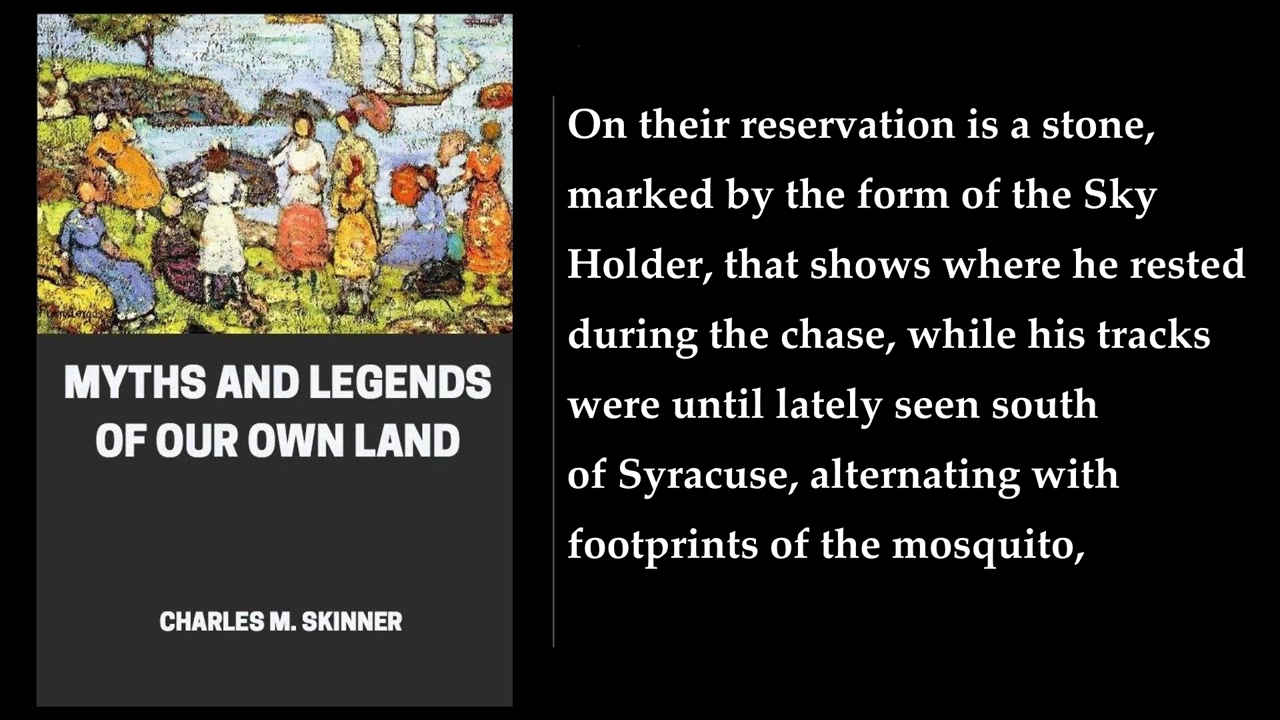 MYTHS AND LEGENDS
OF OUR OWN LAND
CHARLES M. SKINNER
On their reservation is a stone,
marked by the form of the Sky
Holder, that shows where he rested
during the chase, while his tracks
were until lately seen south
of Syracuse, alternating with
footprints of the mosquito,